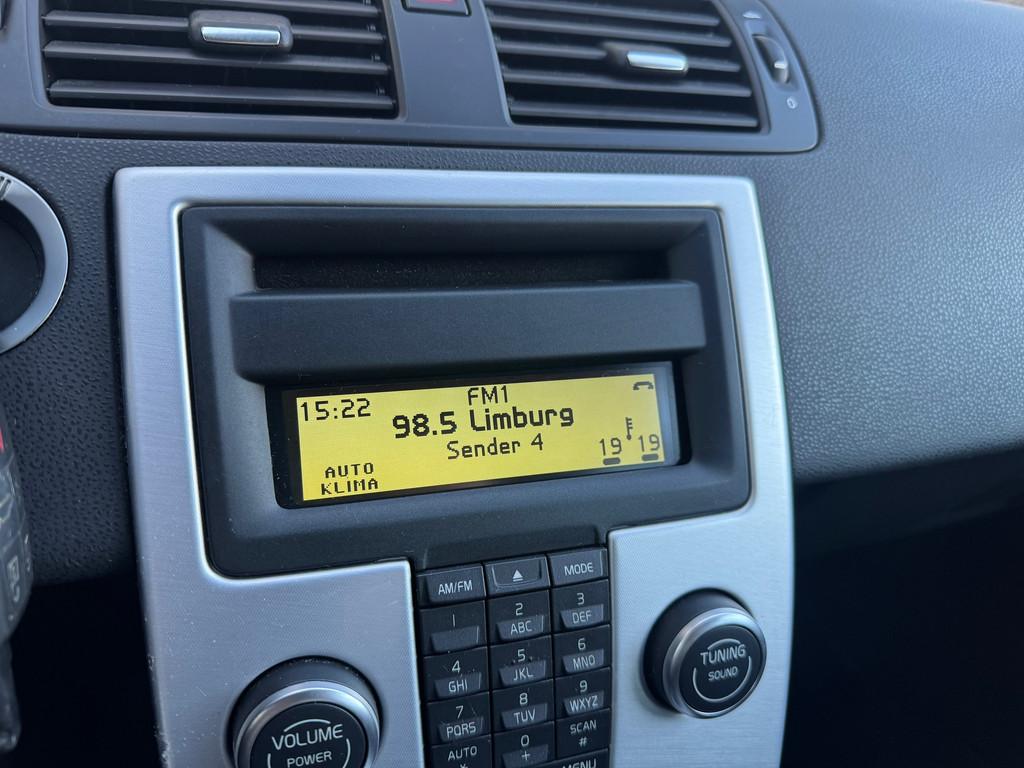 FM1
15:22
98.5 Limburg
Sender 4
19 19
AUTO
KLIMA
AM/FM
MODE
1
2
ABC
3
DEF
4
GHI
5
JKL
6
MNO
7
PQRS
8
TUV
9
WXYZ
AUTO
*
0
+
SCAN
#
MENU
VOLUME
POWER
TUNING
SOUND